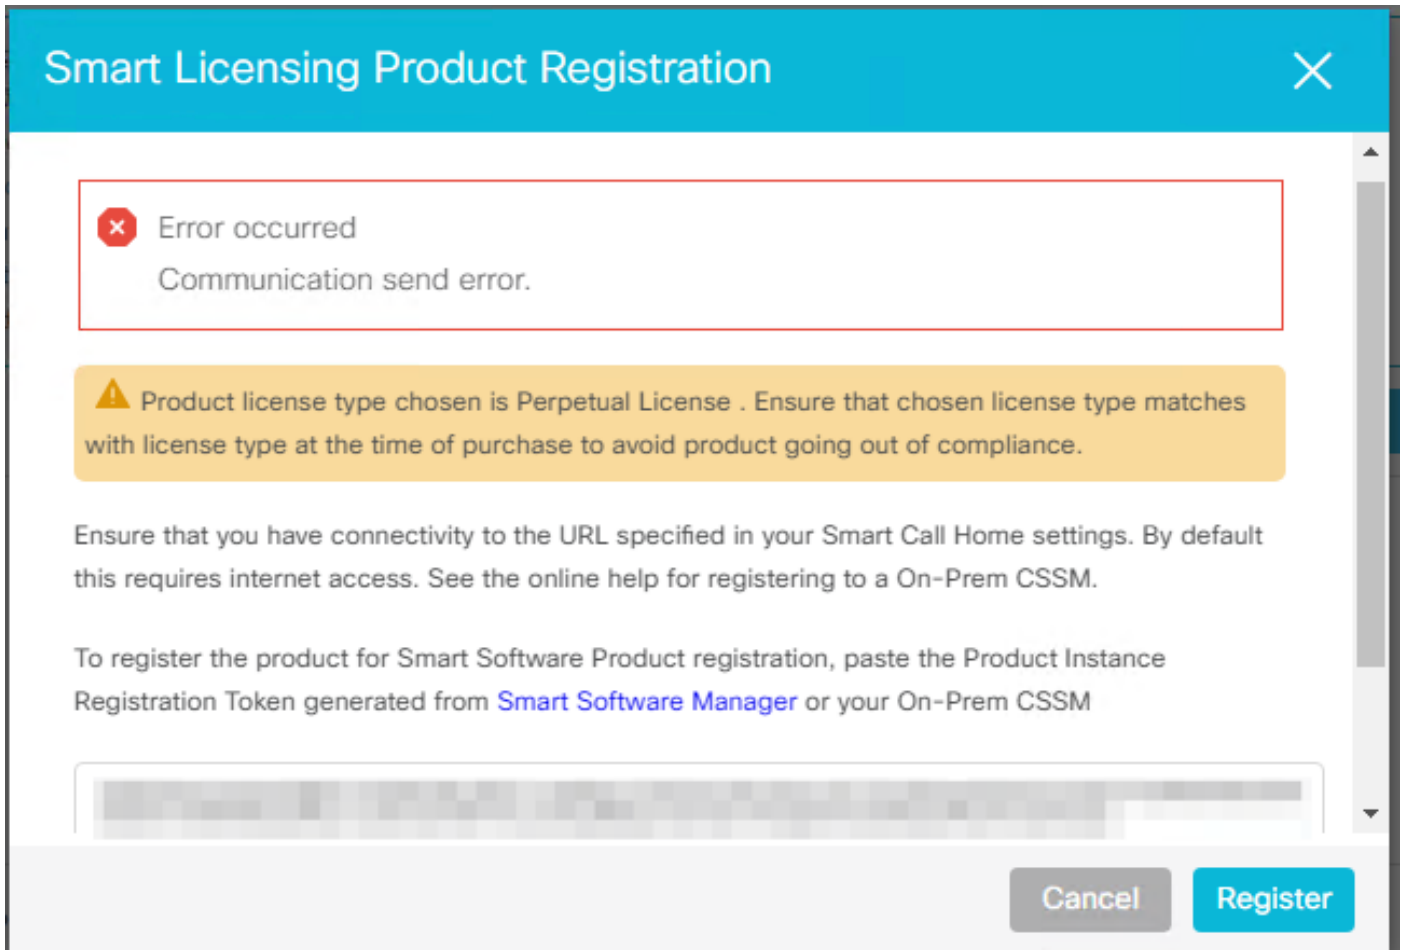 Smart Licensing Product Registration
Error occurred
Communication send error.
Product license type chosen is Perpetual License . Ensure that chosen license type matches
with license type at the time of purchase to avoid product going out of compliance.
Ensure that you have connectivity to the URL specified in your Smart Call Home settings. By default
this requires internet access. See the online help for registering to a On-Prem CSSM.
To register the product for Smart Software Product registration, paste the Product Instance
Registration Token generated from Smart Software Manager or your On-Prem CSSM
Cancel
Register